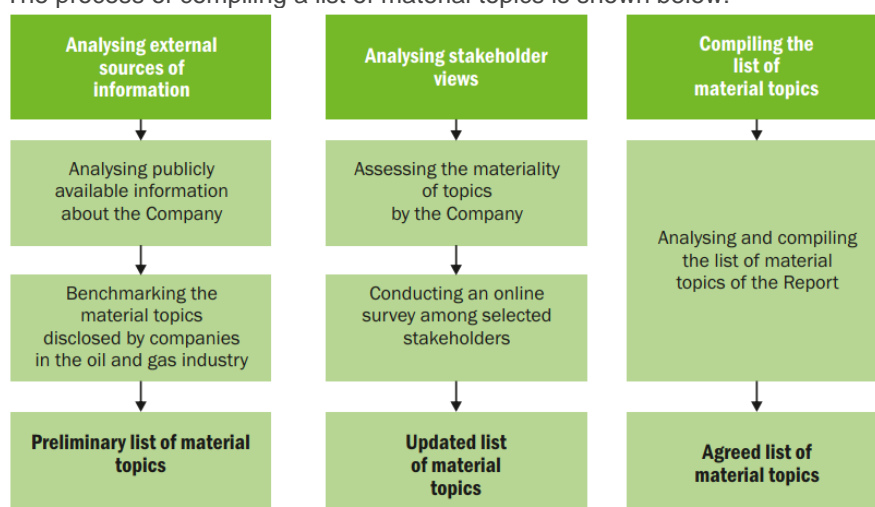 The process of compiling a list of material topics is shown below:
Analysing external
sources of
information
Analysing publicly
available information
about the Company
Benchmarking the
material topics
disclosed by companies
in the oil and gas industry
Preliminary list of material
topics
Analysing stakeholder
views
Assessing the materiality
of topics
by the Company
Conducting an online
survey among selected
stakeholders
Updated list
of material
topics
Compiling the
list of
material topics
Analysing and compiling
the list of material
topics of the Report
Agreed list of
material topics